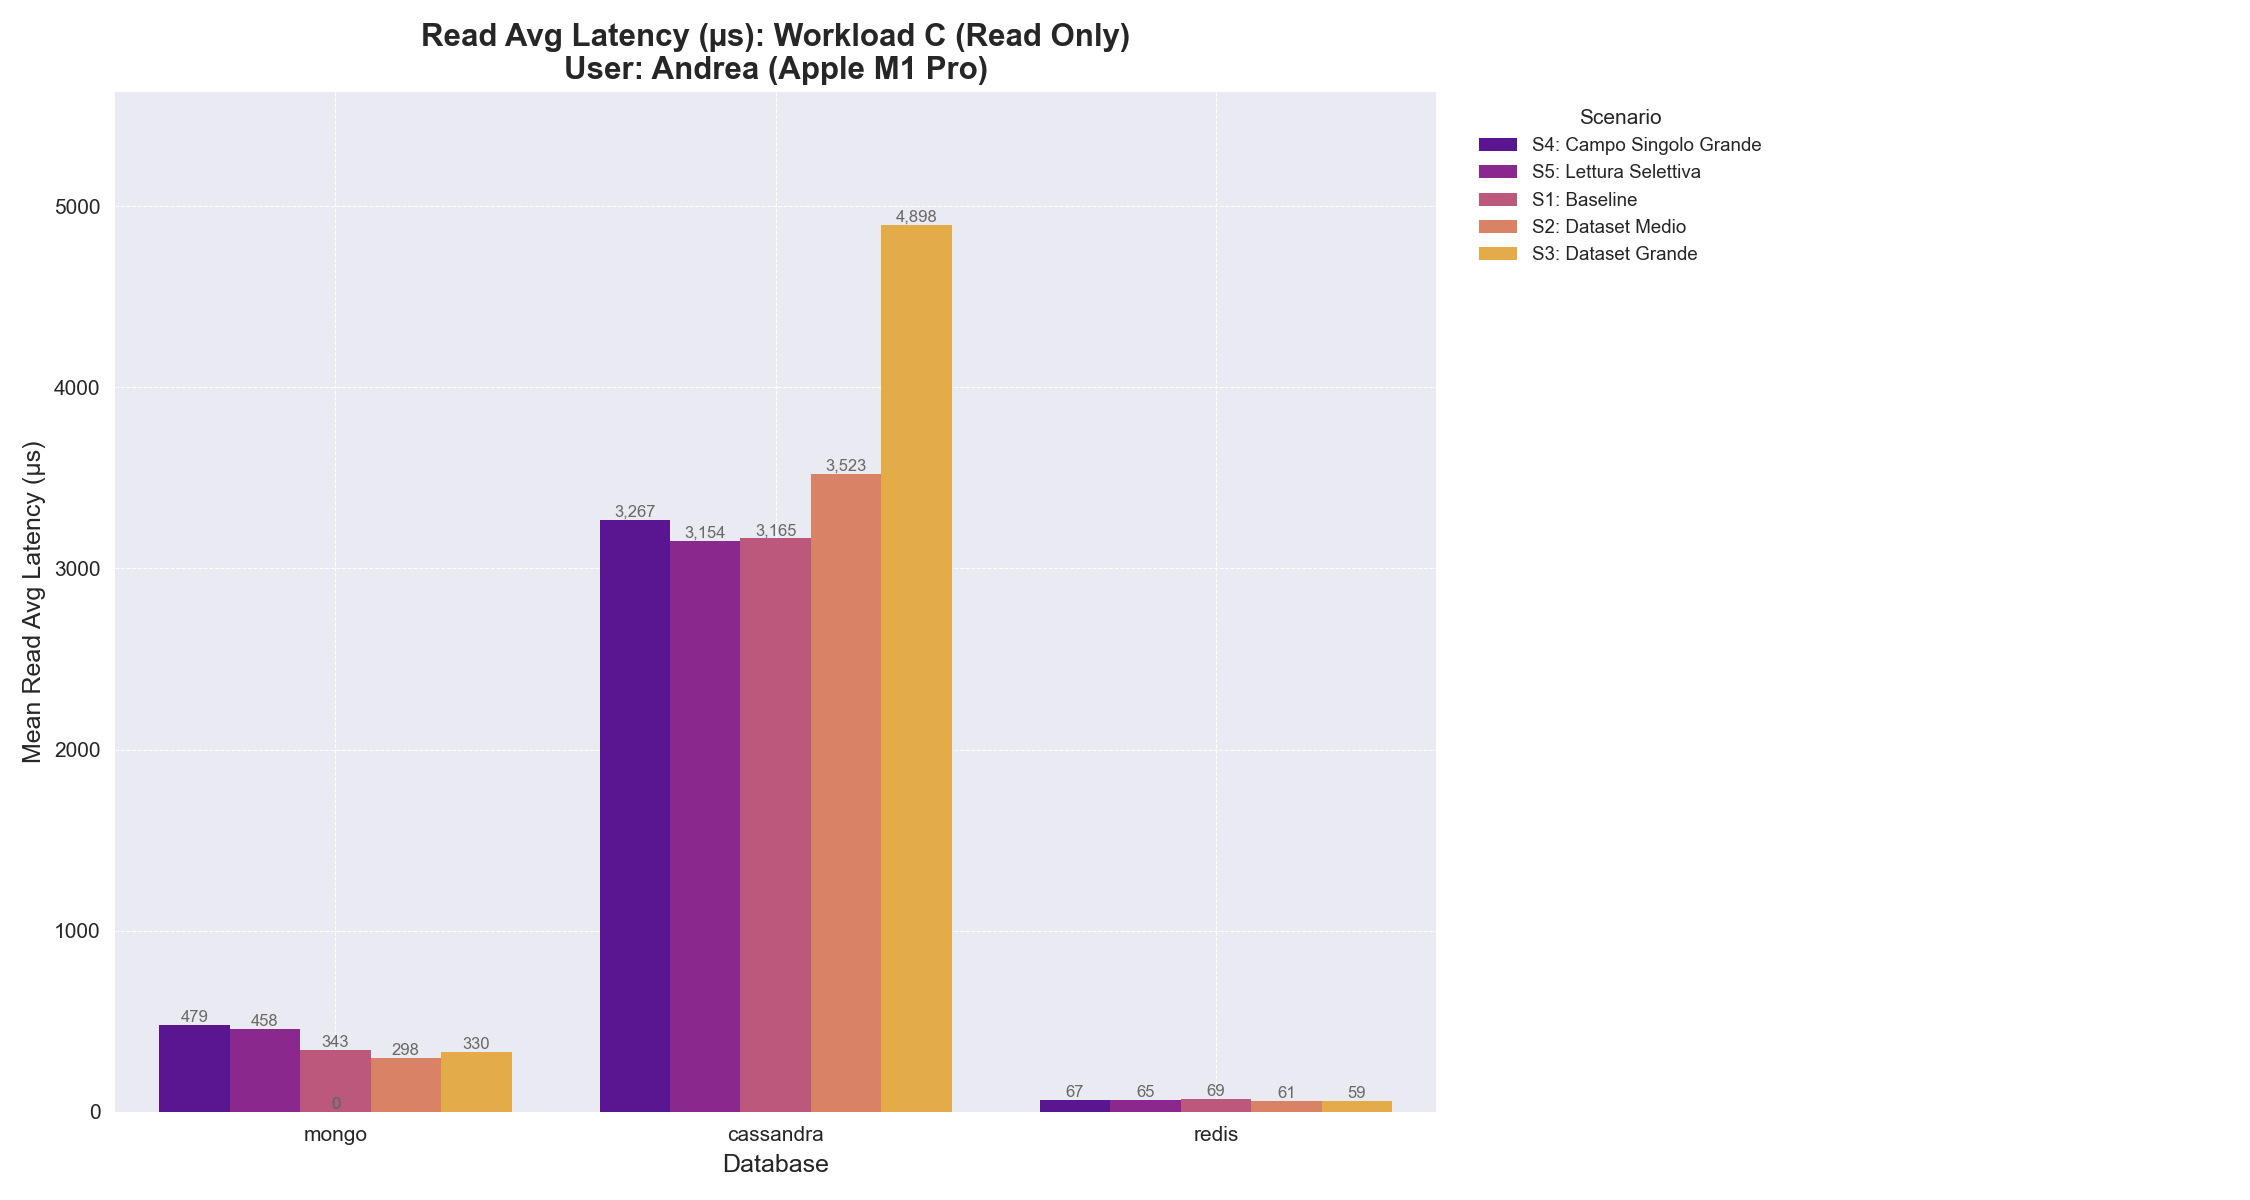 Read Avg Latency (µs): Workload C (Read Only)
User: Andrea (Apple M1 Pro)
Mean Read Avg Latency (µs)
5000
4000
3000
2000
1000
0
479
458
343
298
330
0
3,267
3,154
3,165
3,523
4,898
67
65
69
61
59
mongo
cassandra
redis
Database
Scenario
S4: Campo Singolo Grande
S5: Lettura Selettiva
S1: Baseline
S2: Dataset Medio
S3: Dataset Grande